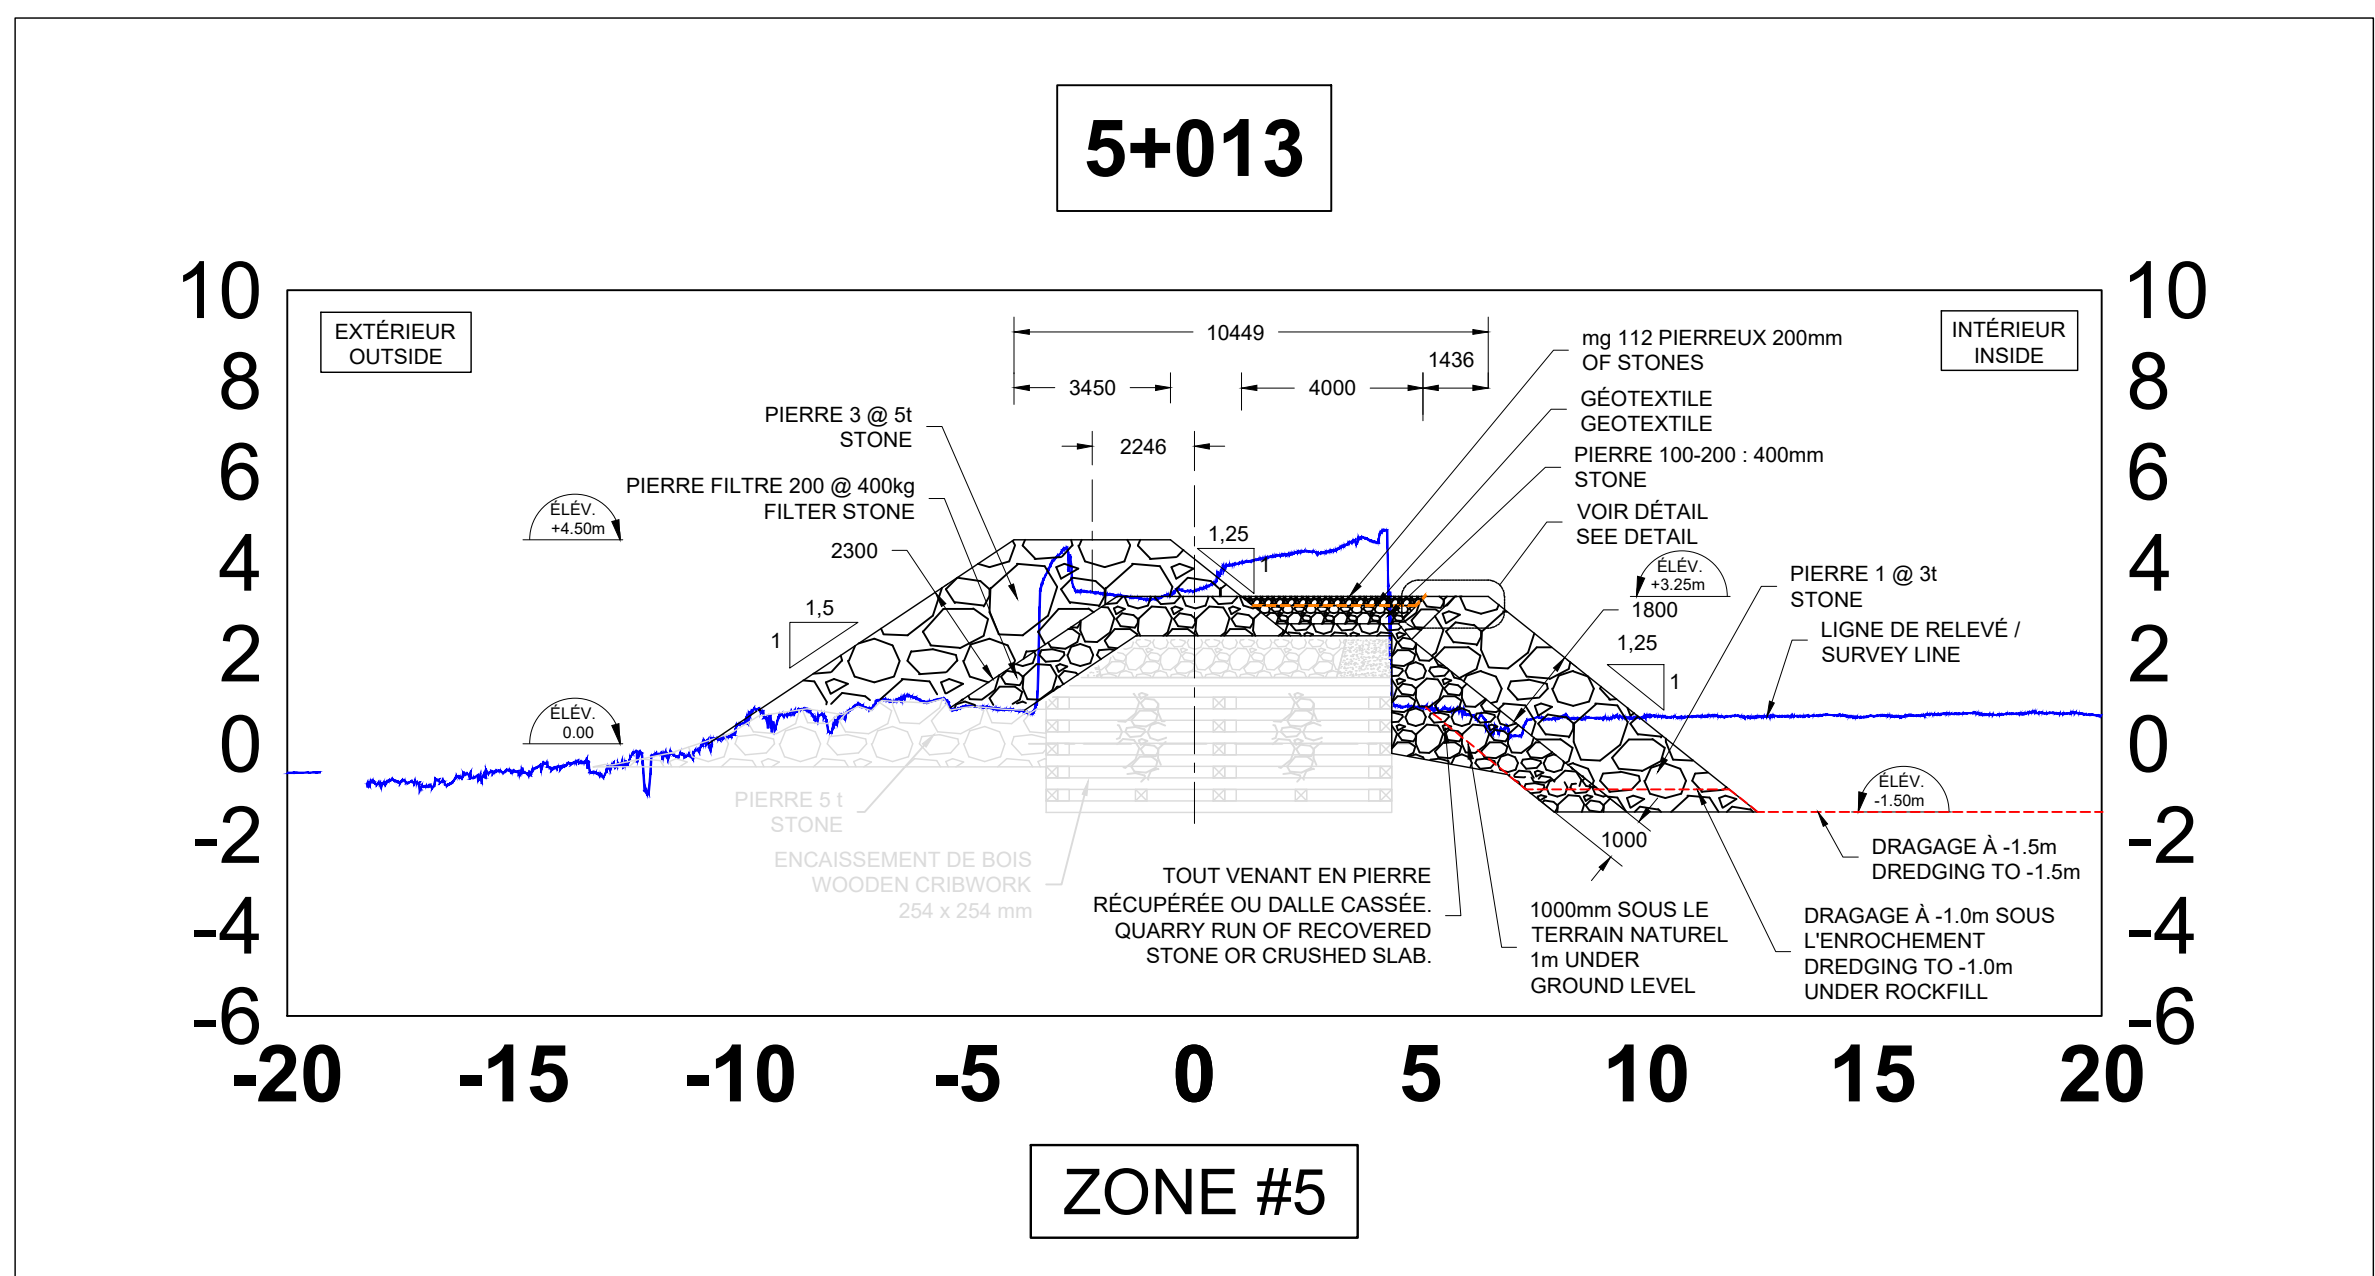 5+013
10
8
6
4
2
0
-2
-4
-6
10
8
6
4
2
0
-2
-4
-6
EXTÉRIEUR
OUTSIDE
INTÉRIEUR
INSIDE
10449
1436
3450
4000
2246
PIERRE 3 @ 5t
STONE
PIERRE FILTRE 200 @ 400kg
FILTER STONE
2300
ÉLÉV.
+4.50m
1,5
1
ÉLÉV.
0.00
1,25
1
mg 112 PIERREUX 200mm
OF STONES
GÉOTEXTILE
GEOTEXTILE
PIERRE 100-200 : 400mm
STONE
VOIR DÉTAIL
SEE DETAIL
ÉLÉV.
+3.25m
1800
PIERRE 1 @ 3t
STONE
1,25
1
LIGNE DE RELEVÉ /
SURVEY LINE
ÉLÉV.
-1.50m
1000
PIERRE 5 t
STONE
ENCAISSEMENT DE BOIS
WOODEN CRIBWORK
254 x 254 mm
TOUT VENANT EN PIERRE
RÉCUPÉRÉE OU DALLE CASSÉE.
QUARRY RUN OF RECOVERED
STONE OR CRUSHED SLAB.
1000mm SOUS LE
TERRAIN NATUREL
1m UNDER
GROUND LEVEL
DRAGAGE À -1.5m
DREDGING TO -1.5m
DRAGAGE À -1.0m SOUS
L'ENROCHEMENT
DREDGING TO -1.0m
UNDER ROCKFILL
-20 -15 -10 -5 0 5 10 15 20
ZONE #5